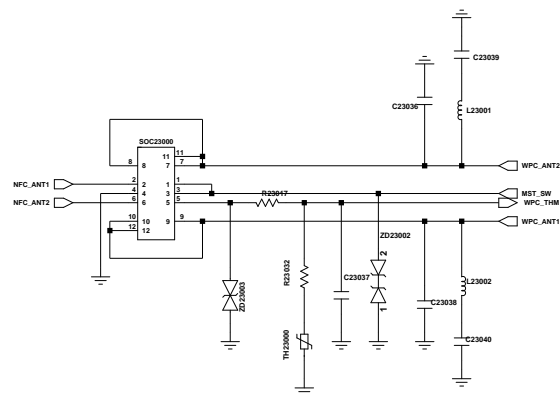 C23039
C23036
L23001
SOC23000
11
8 8 7 7 WPC_ANT2
NFC_ANT1 2 2 1 1
4 4 3 3 MST_SW
NFC_ANT2 6 6 5 5 R23017 WPC_THM
10 10 9 9 WPC_ANT1
12 12
11
ZD23002
2
R23032
C23037
L23002
ZD23003
C23038
1
TH23000
C23040